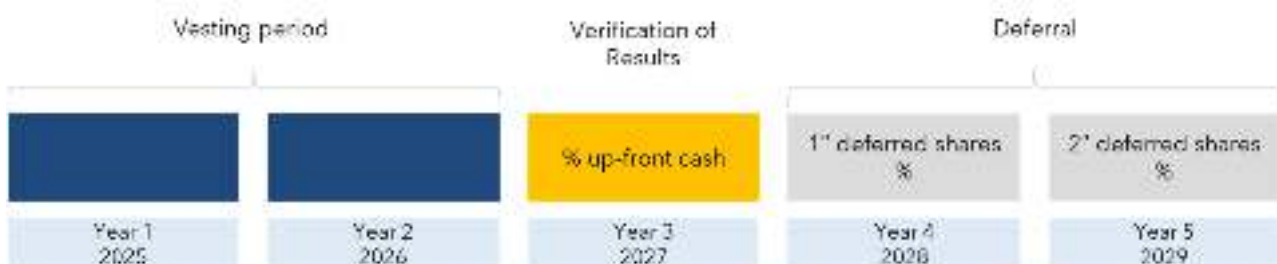 Vesting period
Verification of
Results
Deferral
% up-front cash
1° deferred shares
%
2° deferred shares
%
Year 1
2025
Year 2
2026
Year 3
2027
Year 4
2028
Year 5
2029